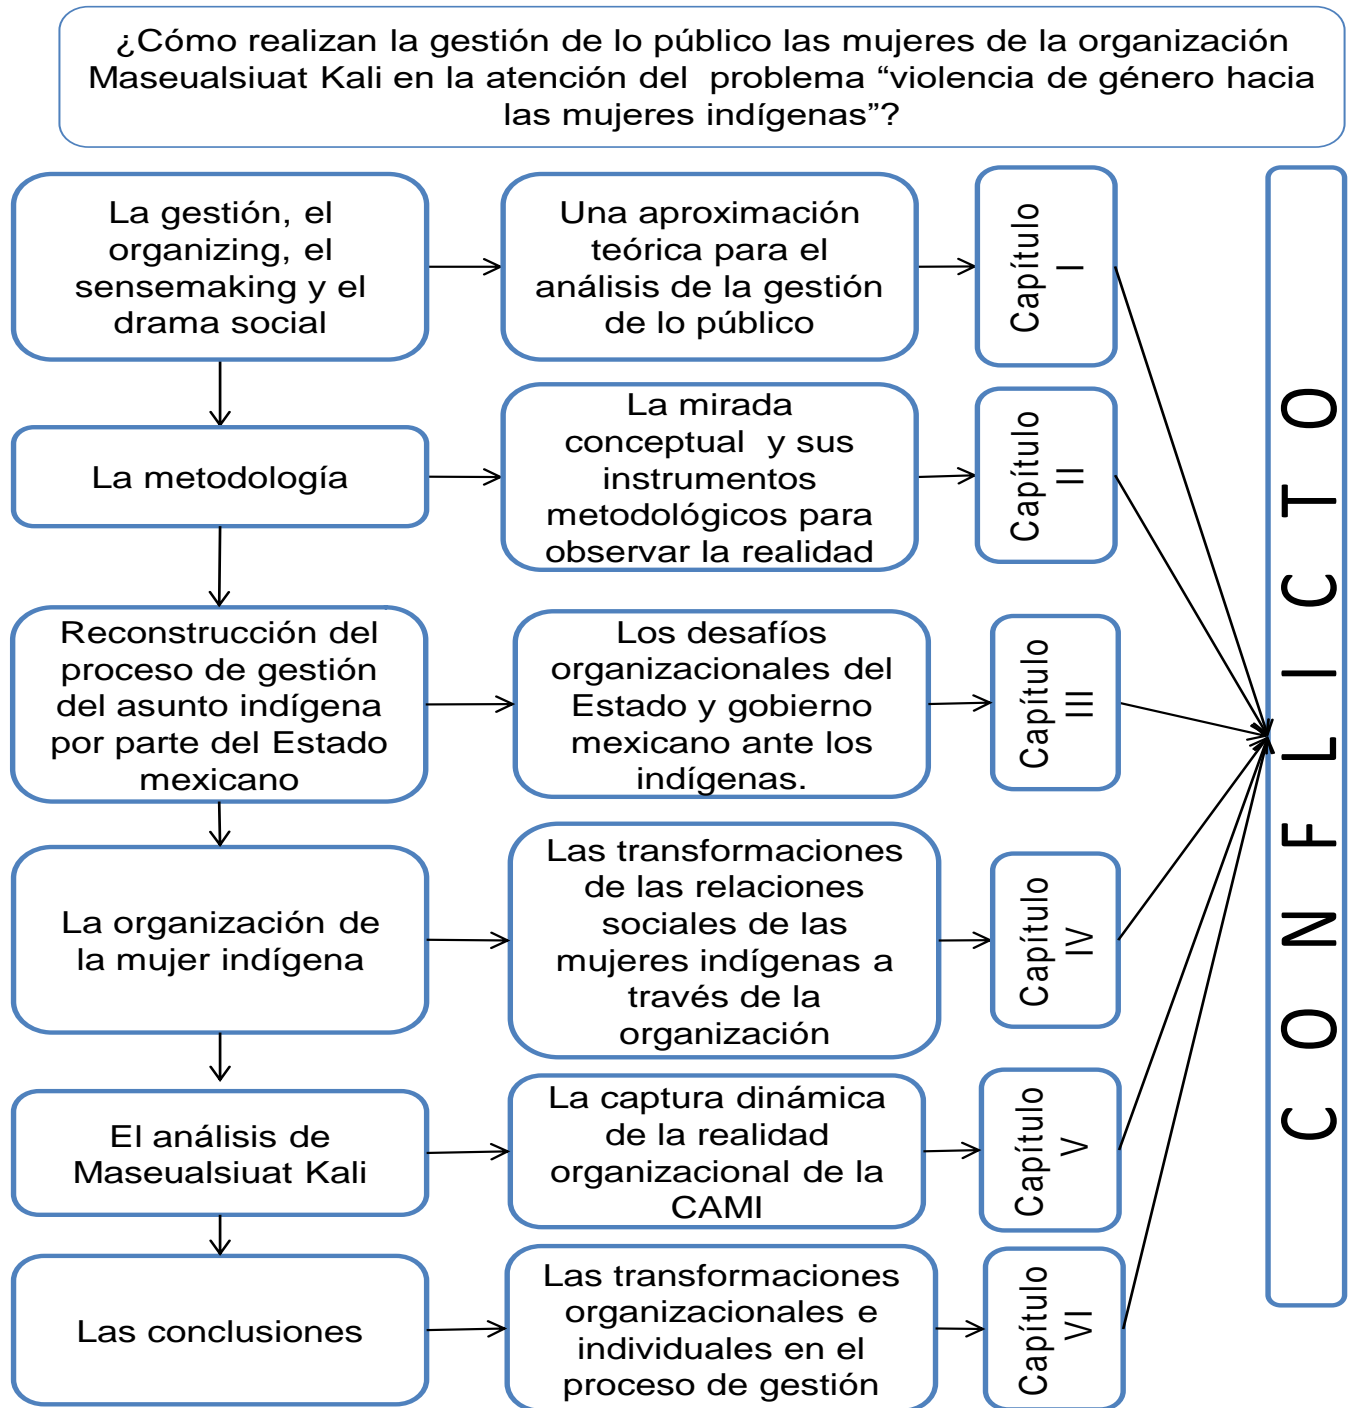 ¿Cómo realizan la gestión de lo público las mujeres de la organización
Maseualsiuat Kali en la atención del problema “violencia de género hacia
las mujeres indígenas”?
La gestión, el
organizing, el
sensemaking y el
drama social
Una aproximación
teórica para el
análisis de la gestión
de lo público
Capítulo
I
La metodología
La mirada
conceptual y sus
instrumentos
metodológicos para
observar la realidad
Capítulo
II
Reconstrucción del
proceso de gestión
del asunto indígena
por parte del Estado
mexicano
Los desafíos
organizacionales del
Estado y gobierno
mexicano ante los
indígenas.
Capítulo
III
La organización de
la mujer indígena
Las transformaciones
de las relaciones
sociales de las
mujeres indígenas a
través de la
organización
Capítulo
IV
El análisis de
Maseualsiuat Kali
La captura dinámica
de la realidad
organizacional de la
CAMI
Capítulo
V
Las conclusiones
Las transformaciones
organizacionales e
individuales en el
proceso de gestión
Capítulo
VI
CONFLICTO